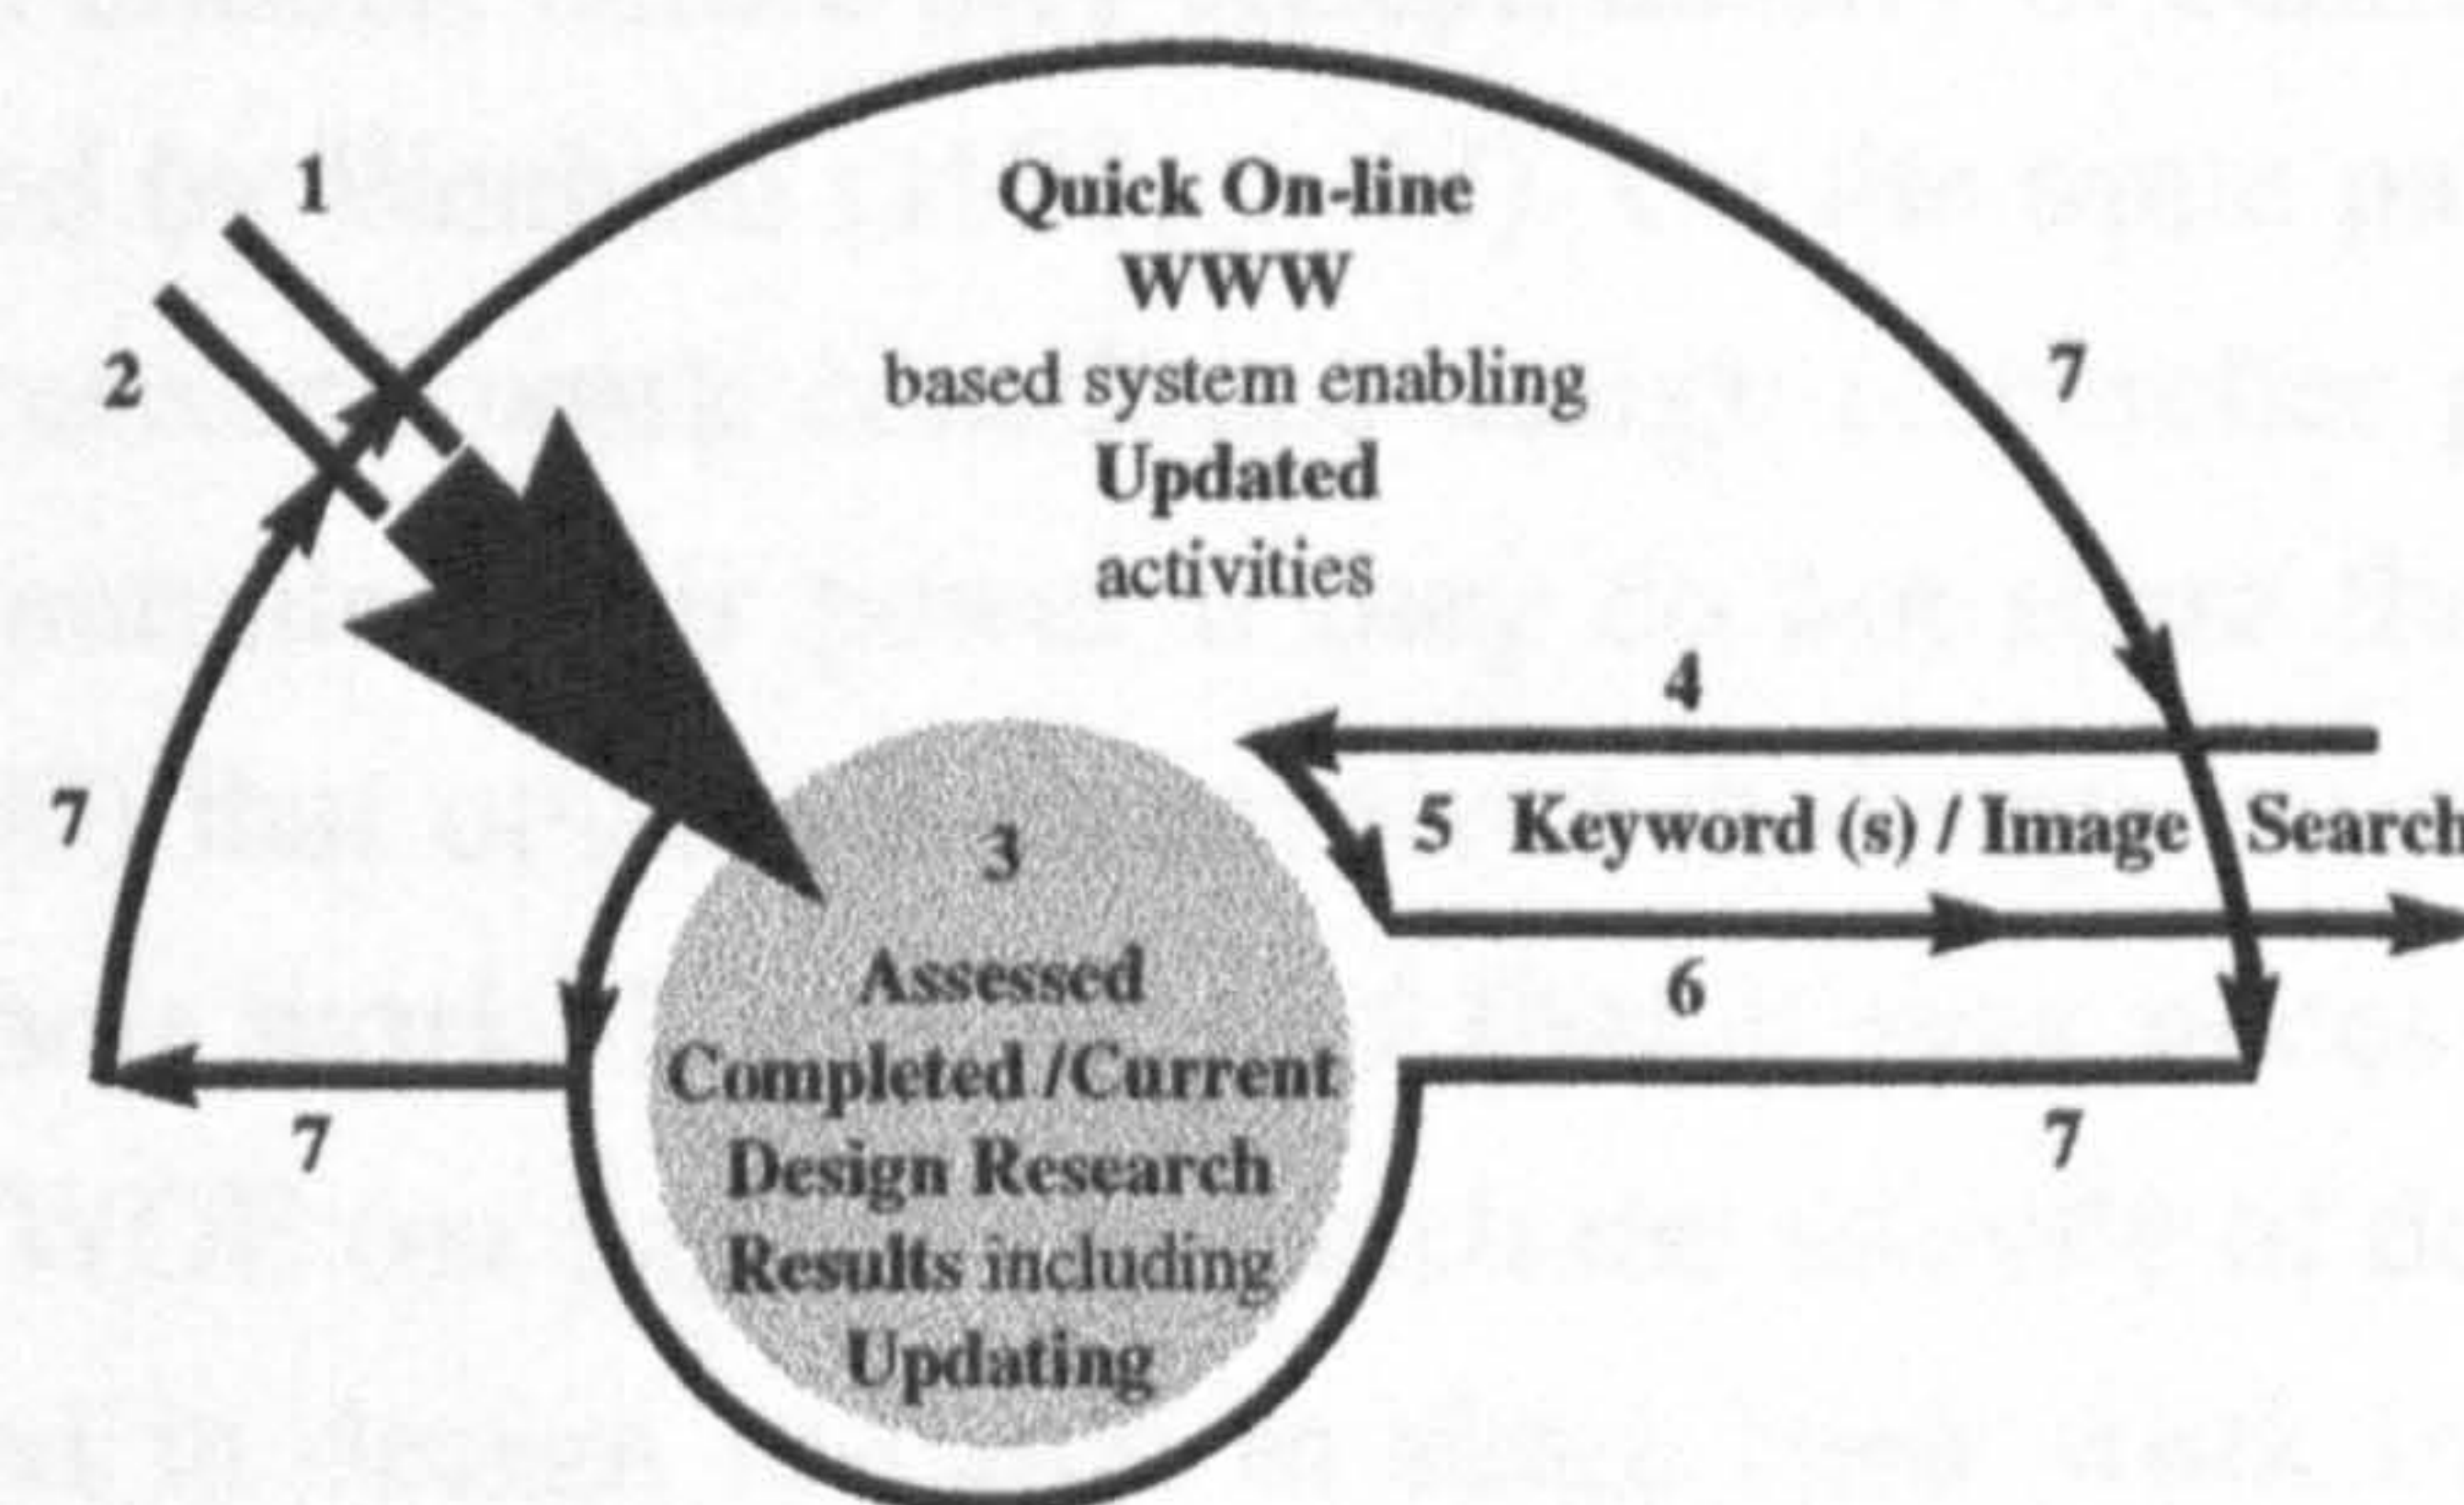 1
Quick On-line
WWW
2
based system enabling
7
Updated
activities
4
7
5 Keyword (s) / Image Search
3
Assessed
6
Completed /Current
7
7
Design Research
Results including
Updating